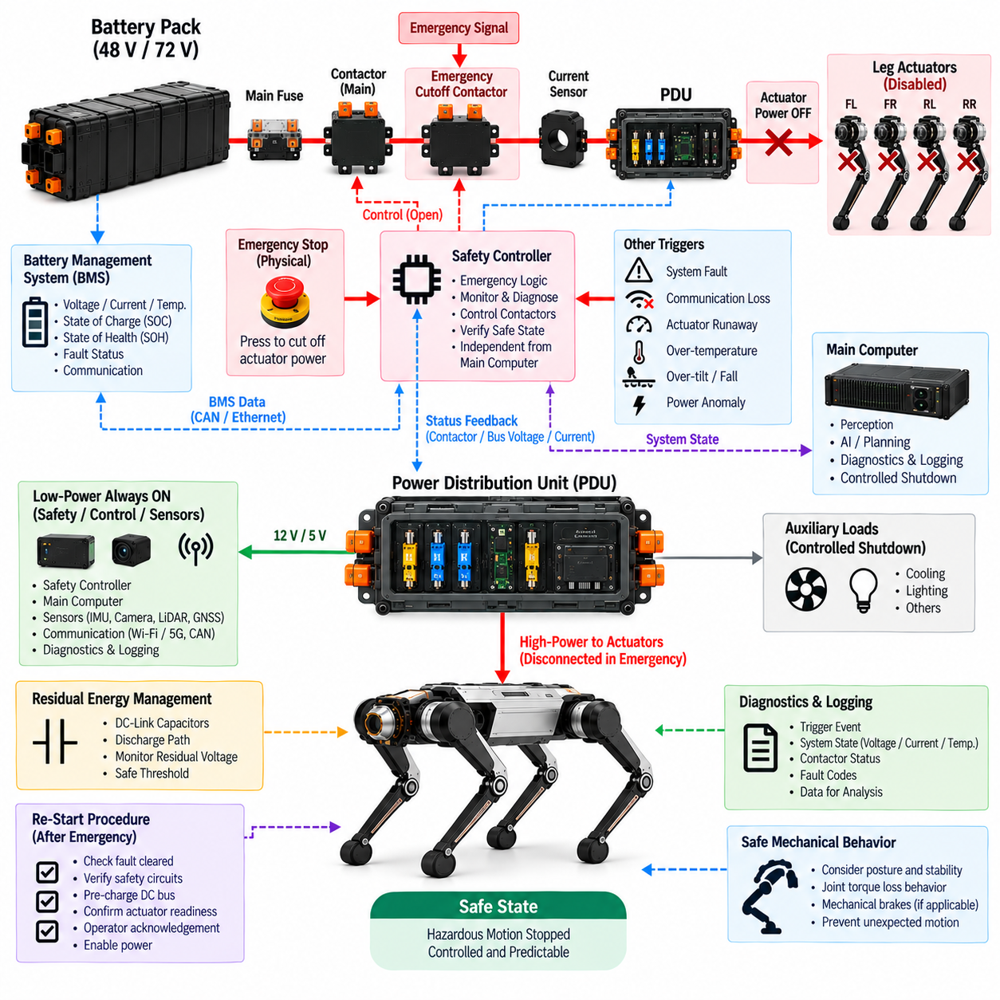 Battery Pack
(48 V / 72 V)
Emergency Signal
Main Fuse
Contactor
(Main)
Emergency
Cutoff Contactor
Current
Sensor
PDU
Actuator
Power OFF
Leg Actuators
(Disabled)
FL FR RL RR
Control (Open)
Battery Management
System (BMS)
• Voltage / Current / Temp.
• State of Charge (SOC)
• State of Health (SOH)
• Fault Status
• Communication
Emergency Stop
(Physical)
Press to cut off
actuator power
Safety Controller
• Emergency Logic
• Monitor & Diagnose
• Control Contactors
• Verify Safe State
• Independent from
Main Computer
Other Triggers
System Fault
Communication Loss
Actuator Runaway
Over-temperature
Over-tilt / Fall
Power Anomaly
Main Computer
• Perception
• AI / Planning
• Diagnostics & Logging
• Controlled Shutdown
BMS Data
(CAN / Ethernet)
Status Feedback
(Contactor / Bus Voltage / Current)
System State
Power Distribution Unit (PDU)
Low-Power Always ON
(Safety / Control / Sensors)
• Safety Controller
• Main Computer
• Sensors (IMU, Camera, LiDAR, GNSS)
• Communication (Wi-Fi / 5G, CAN)
• Diagnostics & Logging
12 V / 5 V
Auxiliary Loads
(Controlled Shutdown)
• Cooling
• Lighting
• Others
High-Power to Actuators
(Disconnected in Emergency)
Residual Energy Management
• DC-Link Capacitors
• Discharge Path
• Monitor Residual Voltage
• Safe Threshold
Diagnostics & Logging
• Trigger Event
• System State (Voltage / Current / Temp.)
• Contactor Status
• Fault Codes
• Data for Analysis
Re-Start Procedure
(After Emergency)
• Check fault cleared
• Verify safety circuits
• Pre-charge DC bus
• Confirm actuator readiness
• Operator acknowledgement
• Enable power
Safe Mechanical Behavior
• Consider posture and stability
• Joint torque loss behavior
• Mechanical brakes (if applicable)
• Prevent unexpected motion
Safe State
Hazardous Motion Stopped
Controlled and Predictable